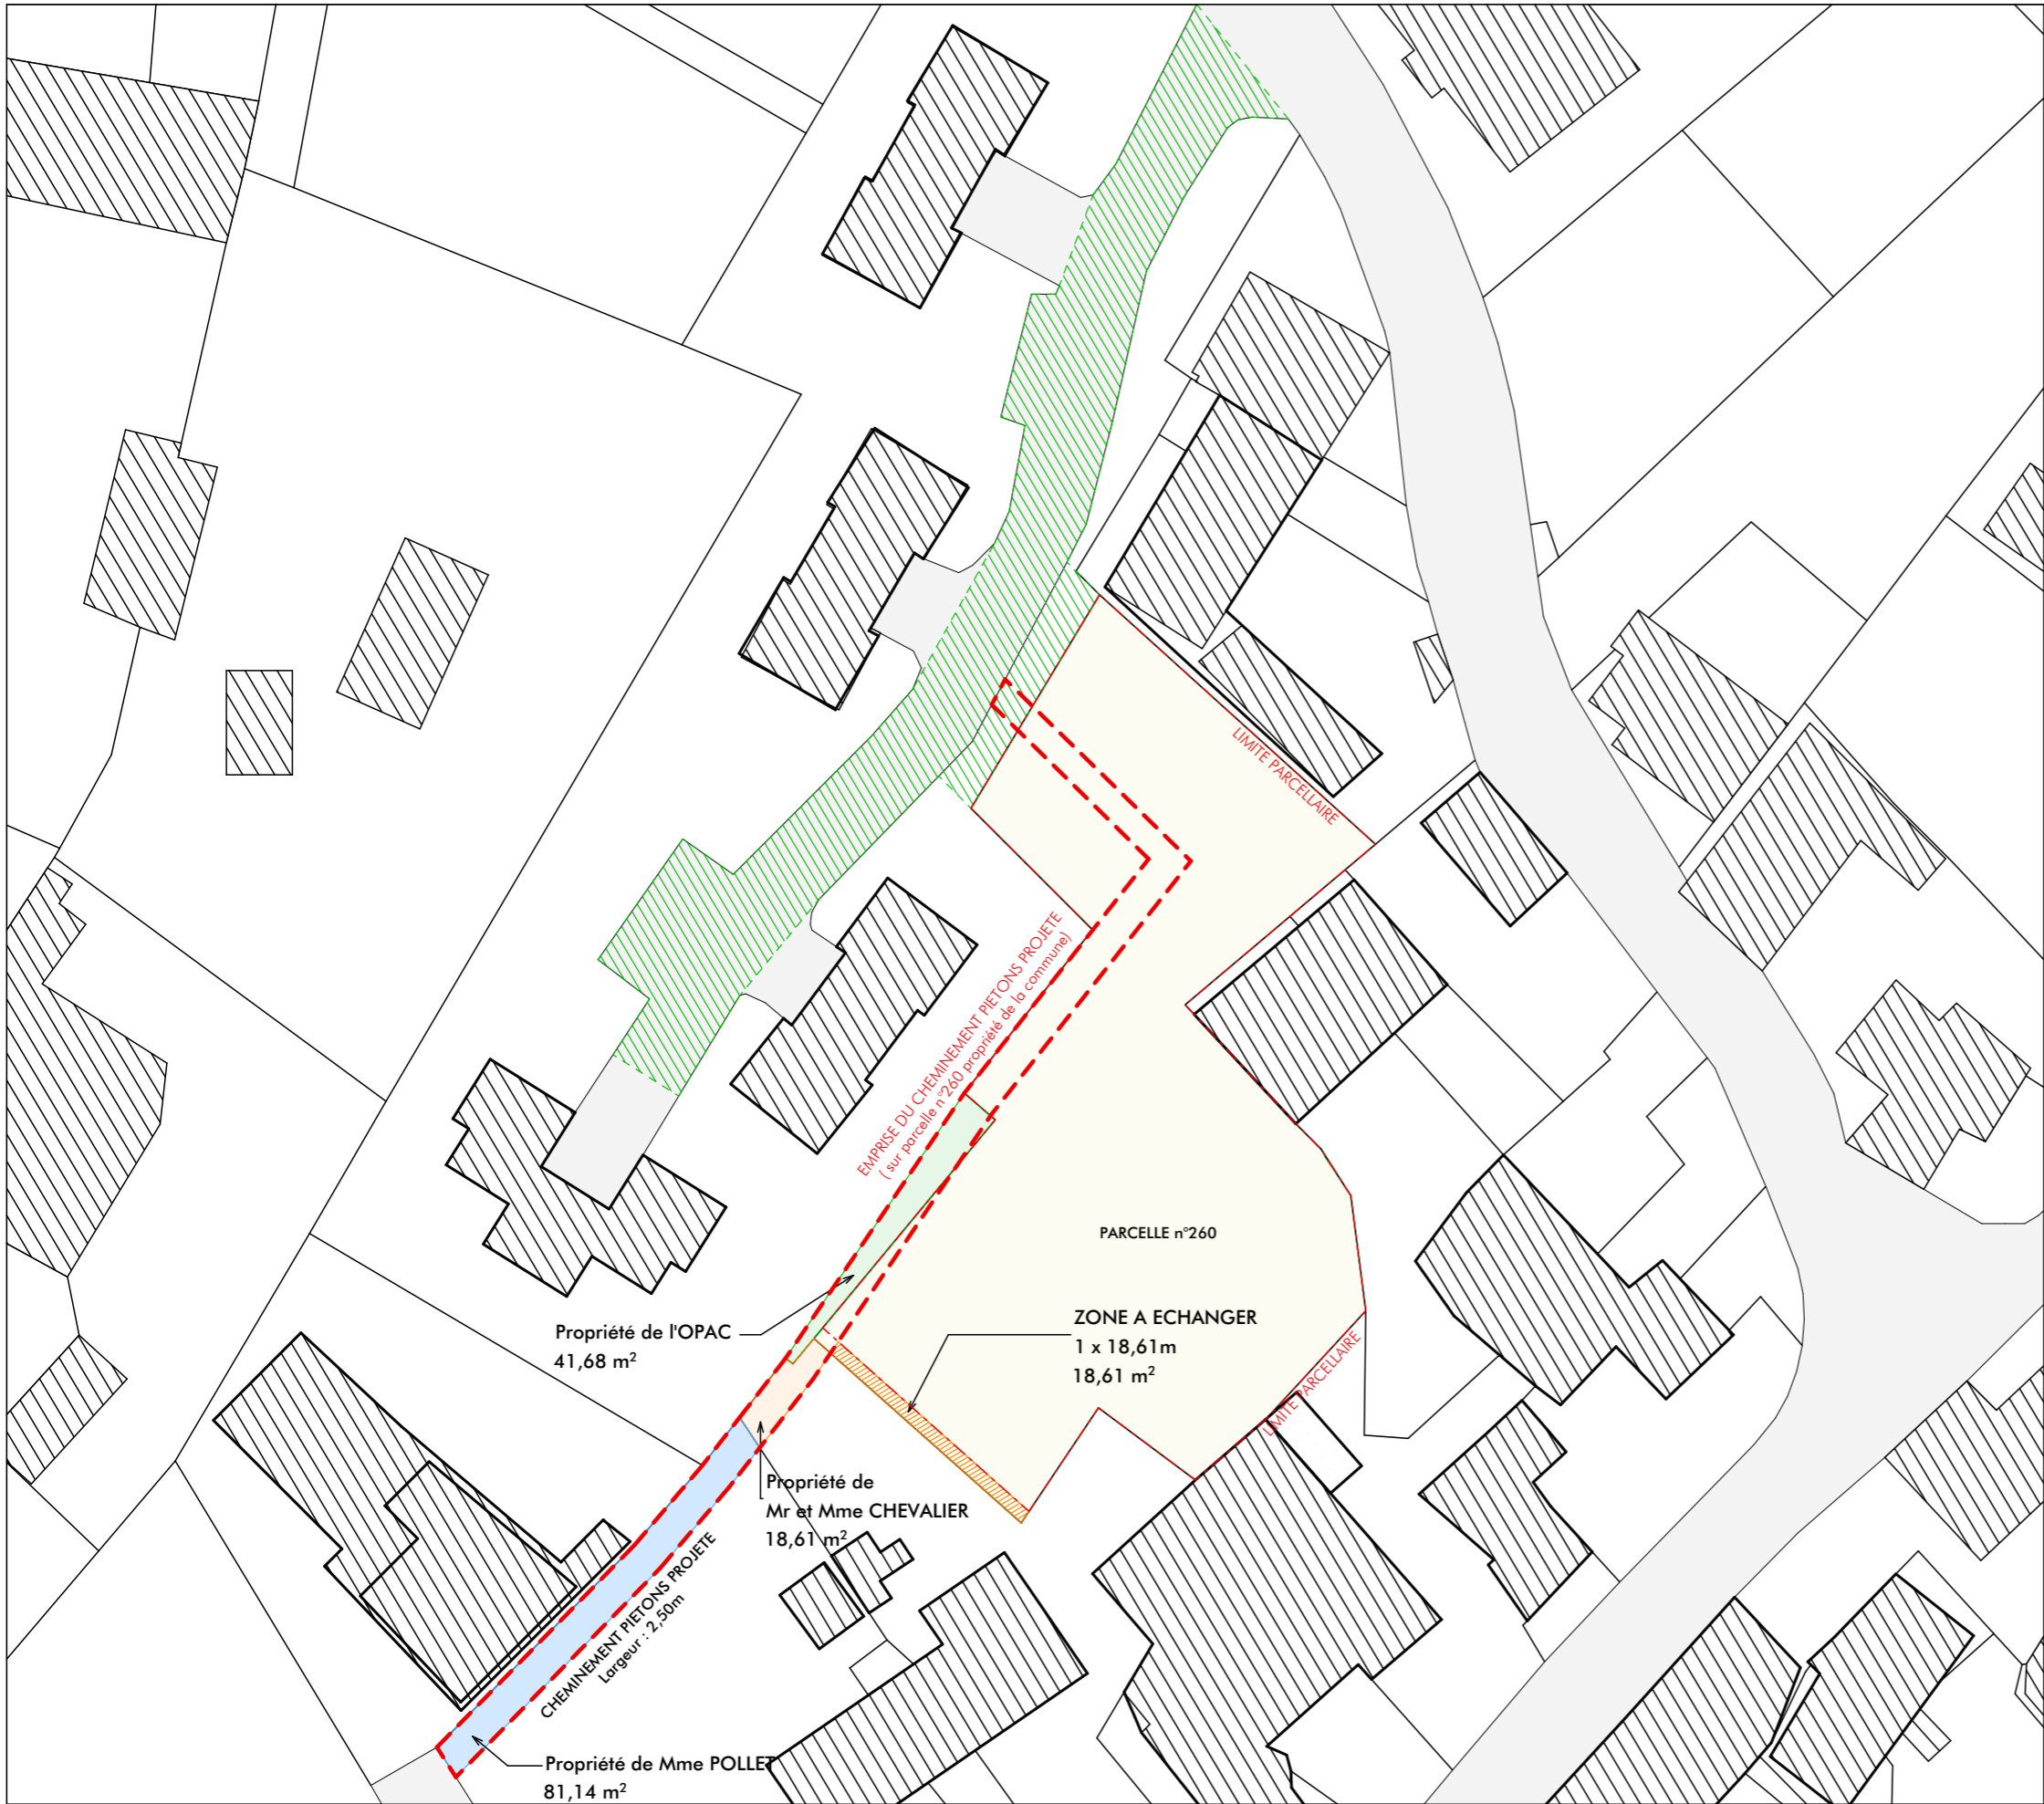 LIMITE PARCELLAIRE
EMPRISE DU CHEMINEMENT PIETONS PROJETE
( sur parcelle n°260 propriété de la commune)
PARCELLE n°260
ZONE A ECHANGER
1 x 18,61m
18,61 m²
LIMITE PARCELLAIRE
Propriété de l'OPAC
41,68 m²
Propriété de
Mr et Mme CHEVALIER
18,61 m²
CHEMINEMENT PIETONS PROJETE
Largeur : 2,50m
Propriété de Mme POLLET
81,14 m²